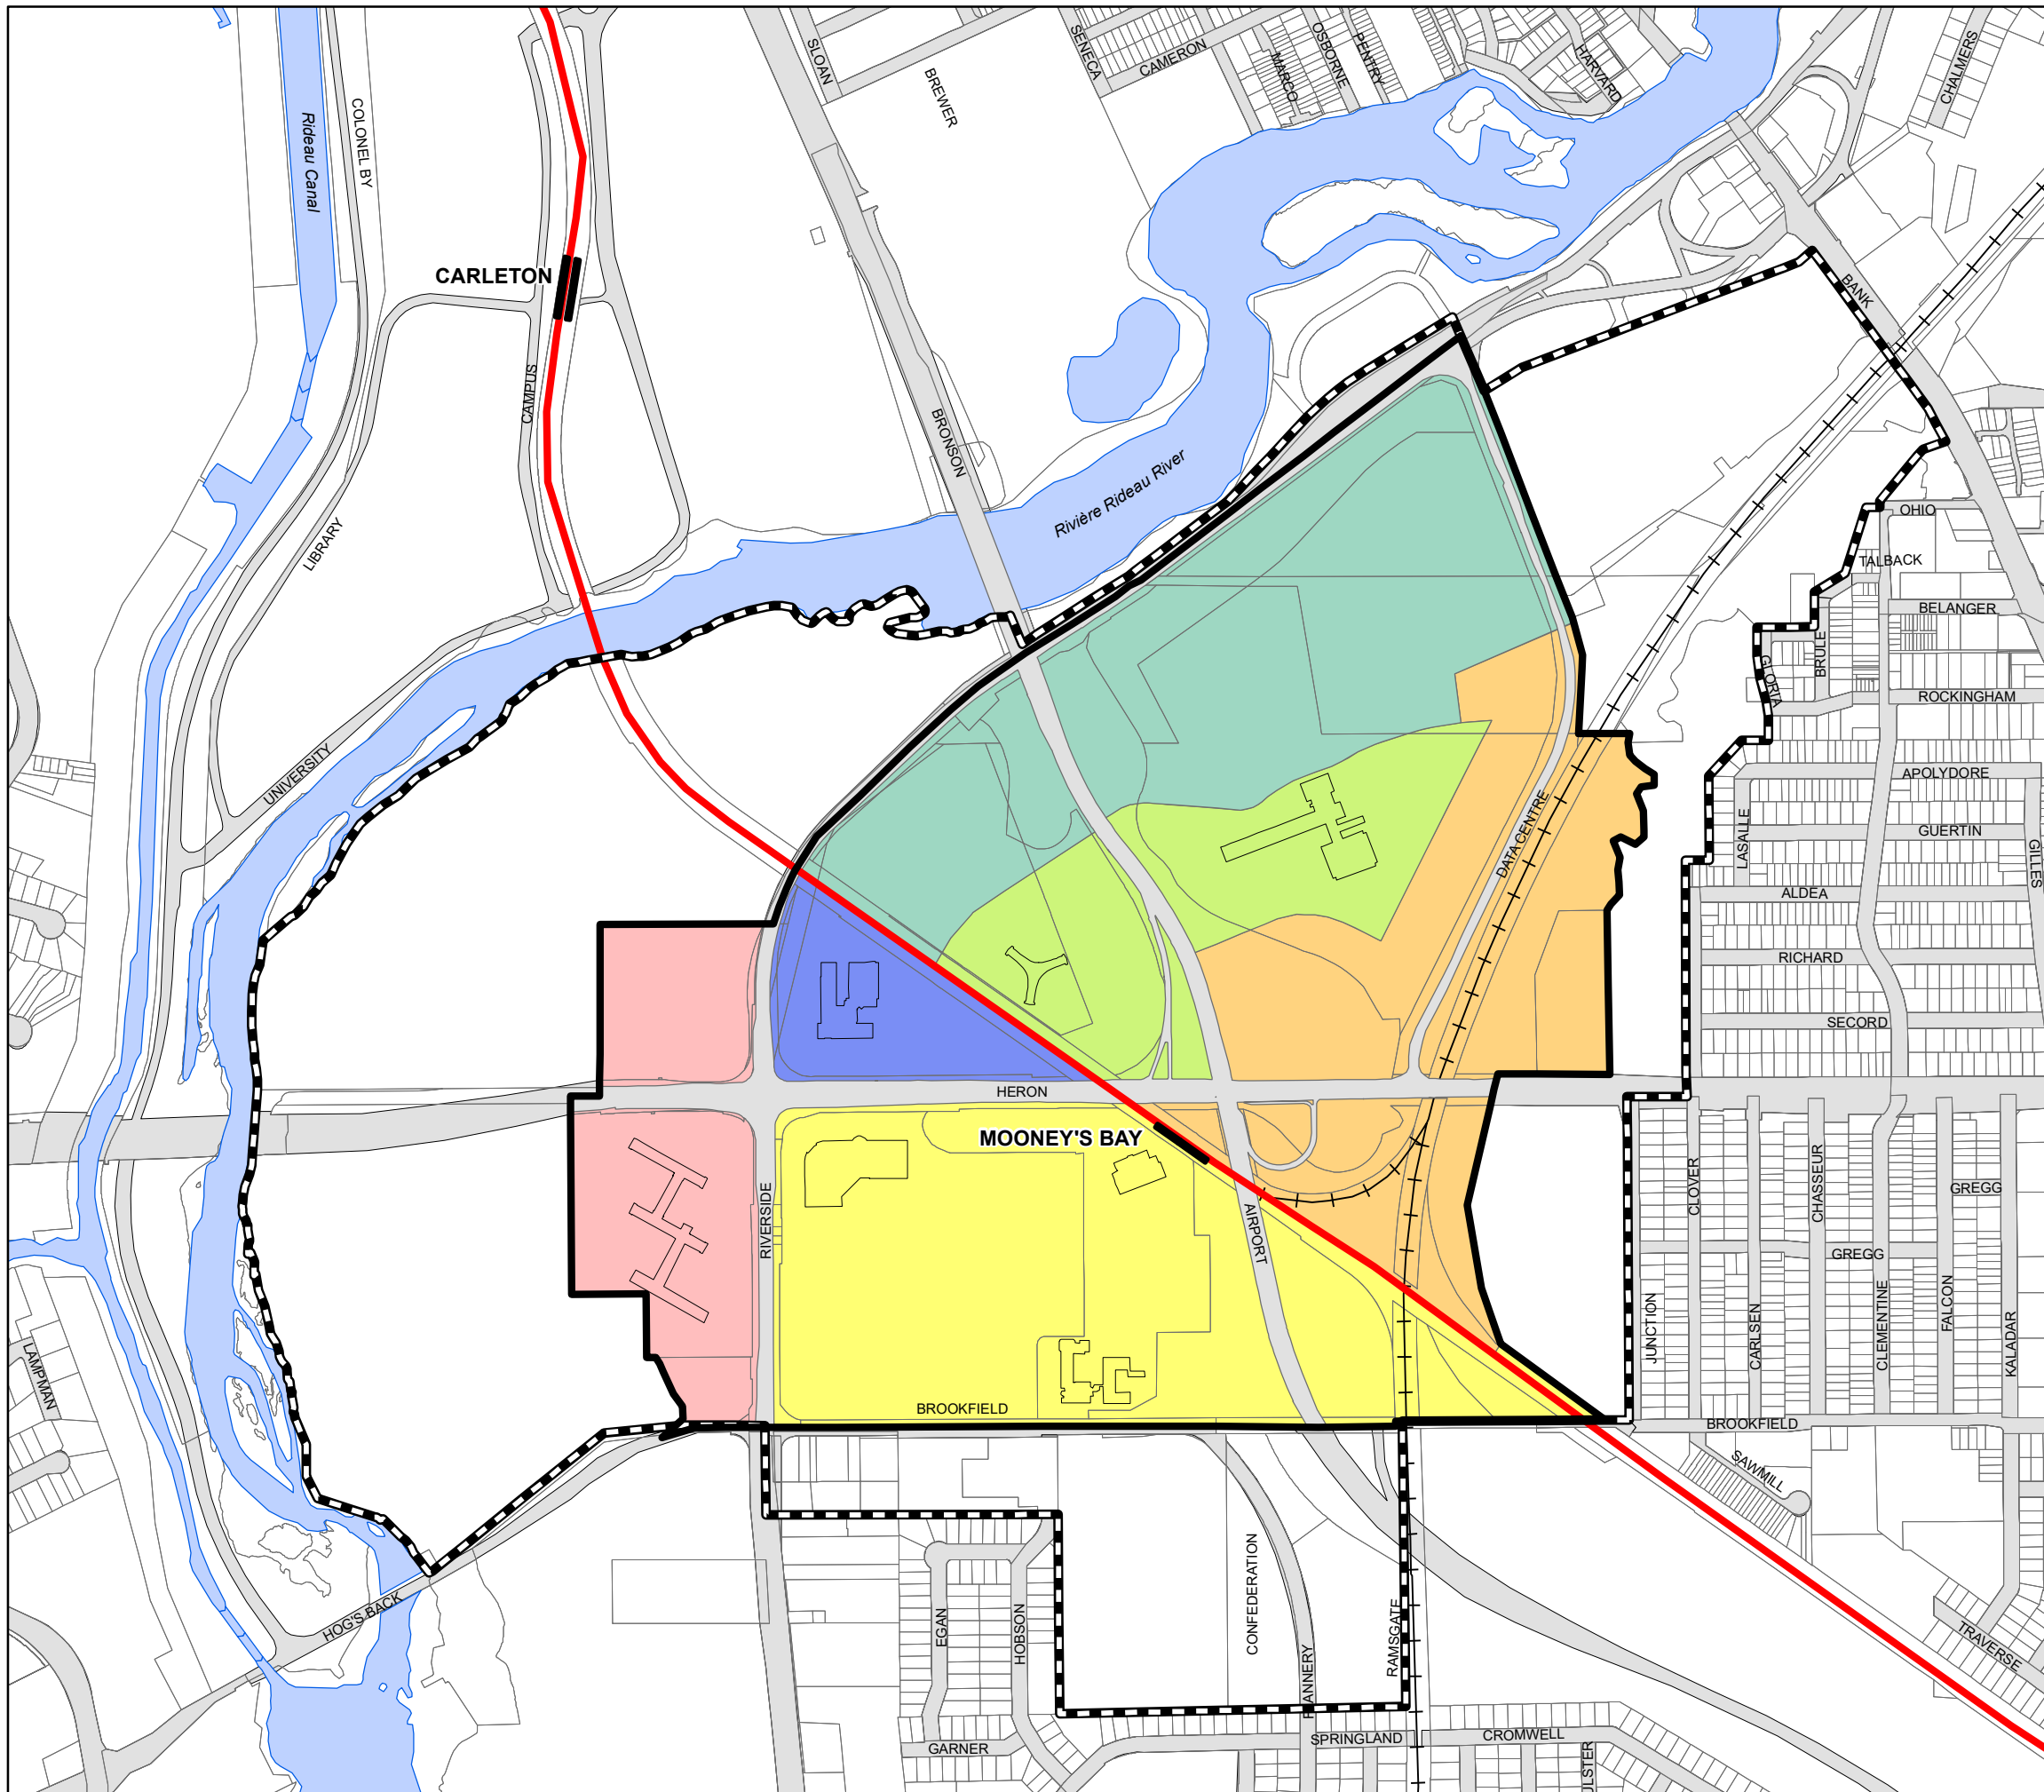 SLOAN
BREWER
SENECA
CAMERON
MARCO
OSBORNE
PENTRY
HARVARD
CHALMERS
Rideau Canal
COLONEL BY
CARLETON
BANK
CAMPUS
BRONSON
Rivière Rideau River
LIBRARY
OHIO
TALBACK
BELANGER
BRULE
GLORIA
ROCKINGHAM
UNIVERSITY
APOLYDORE
DATA CENTRE
LASALLE
GUERTIN
GILLES
ALDEA
RICHARD
SECORD
HERON
MOONEY'S BAY
RIVERSIDE
AIRPORT
CLOVER
CHASSEUR
GREGG
GREGG
JUNCTION
CARLSEN
CLEMENTINE
FALCON
KALADAR
LAMPMAN
BROOKFIELD
BROOKFIELD
SAWMILL
HOG'S BACK
EGAN
HOBSON
CONFEDERATION
FLANNERY
RAMSGATE
TRAVERSE
GARNER
SPRINGLAND
CROMWELL